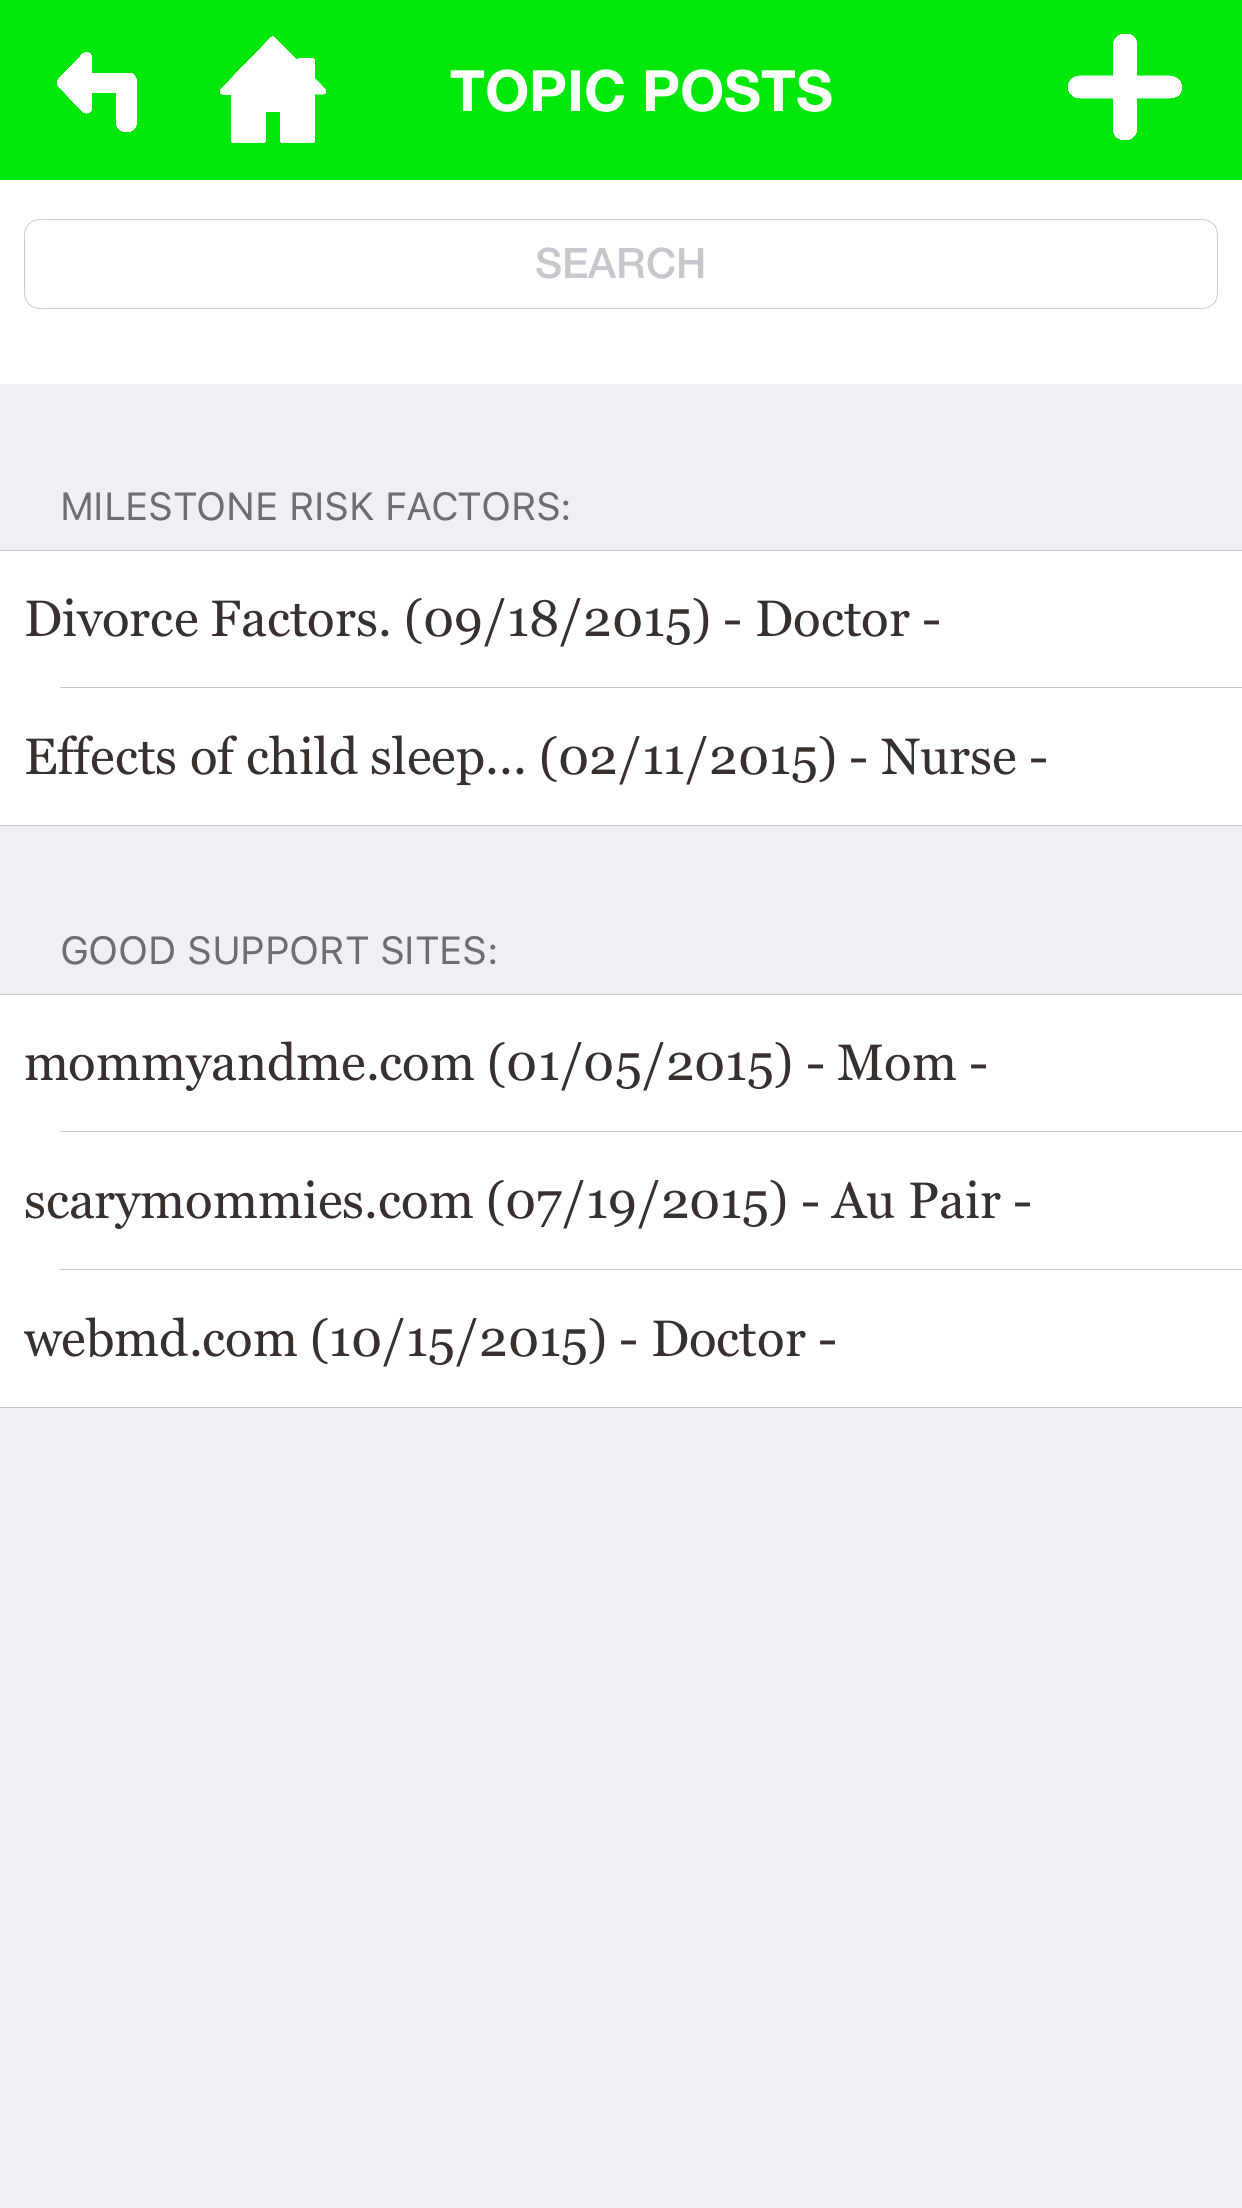 TOPIC POSTS
SEARCH
MILESTONE RISK FACTORS:
Divorce Factors. (09/18/2015) - Doctor -
Effects of child sleep... (02/11/2015) - Nurse -
GOOD SUPPORT SITES:
mommyandme.com (01/05/2015) - Mom -
scarymommies.com (07/19/2015) - Au Pair -
webmd.com (10/15/2015) - Doctor -